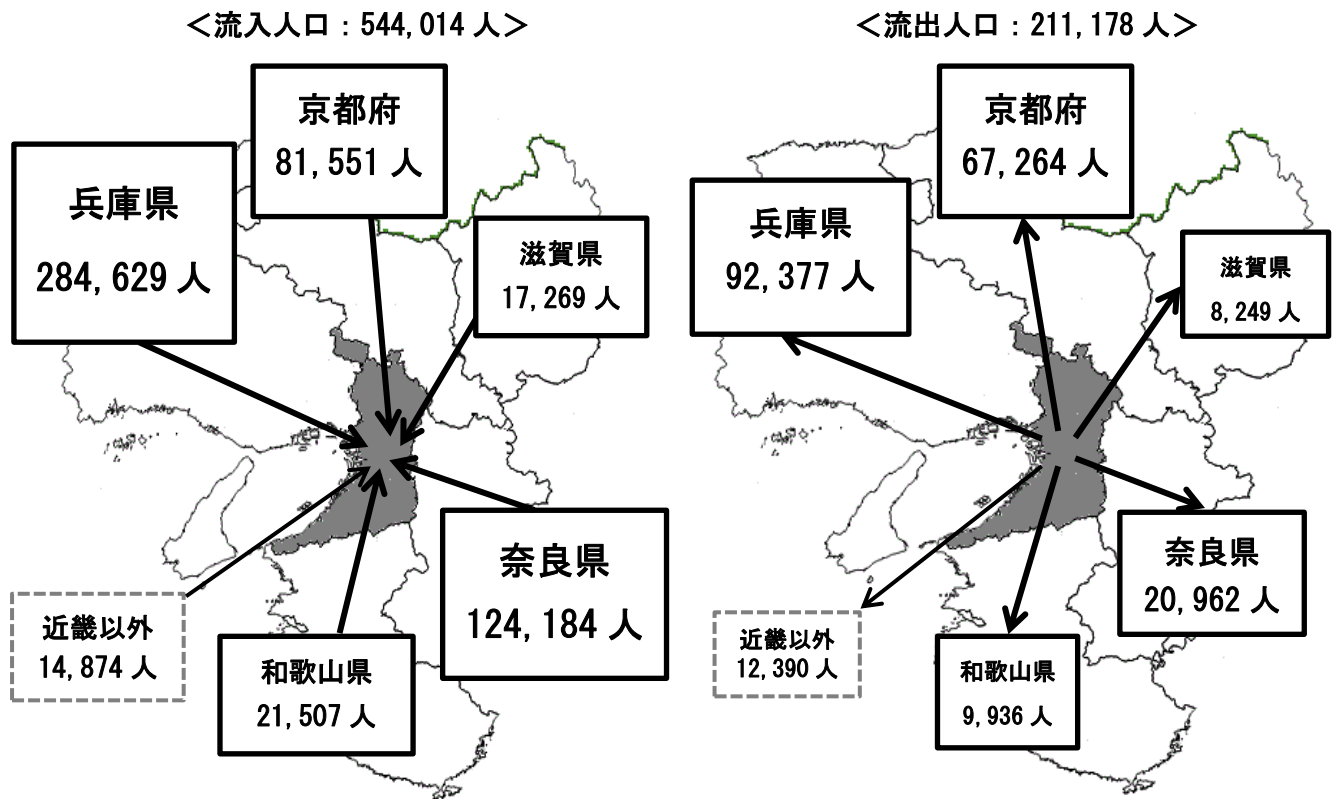 ＜流入人口：544,014 人＞
京都府
81,551 人
兵庫県
284,629 人
滋賀県
17,269 人
奈良県
124,184 人
近畿以外
14,874 人
和歌山県
21,507 人
＜流出人口：211,178 人＞
京都府
67,264 人
兵庫県
92,377 人
滋賀県
8,249 人
奈良県
20,962 人
近畿以外
12,390 人
和歌山県
9,936 人